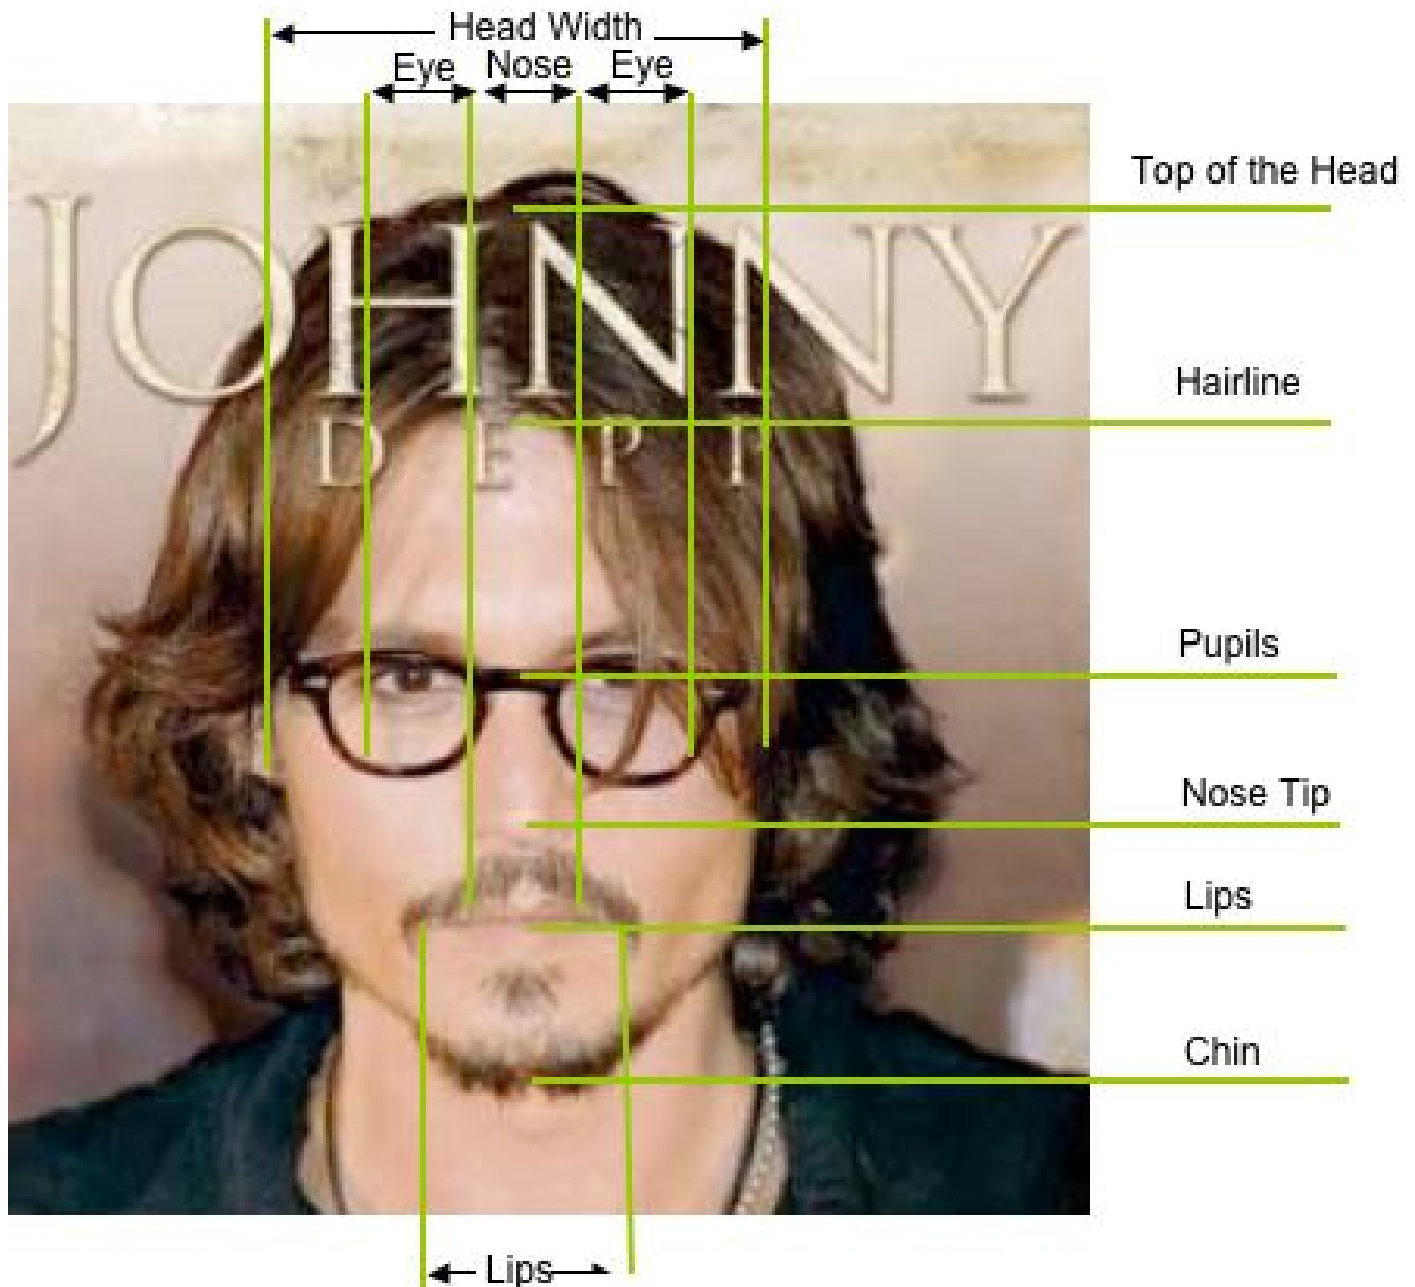 Head Width
Eye Nose Eye
Top of the Head
JOHNNY
Hairline
DEPP
Pupils
Nose Tip
Lips
Chin
Lips